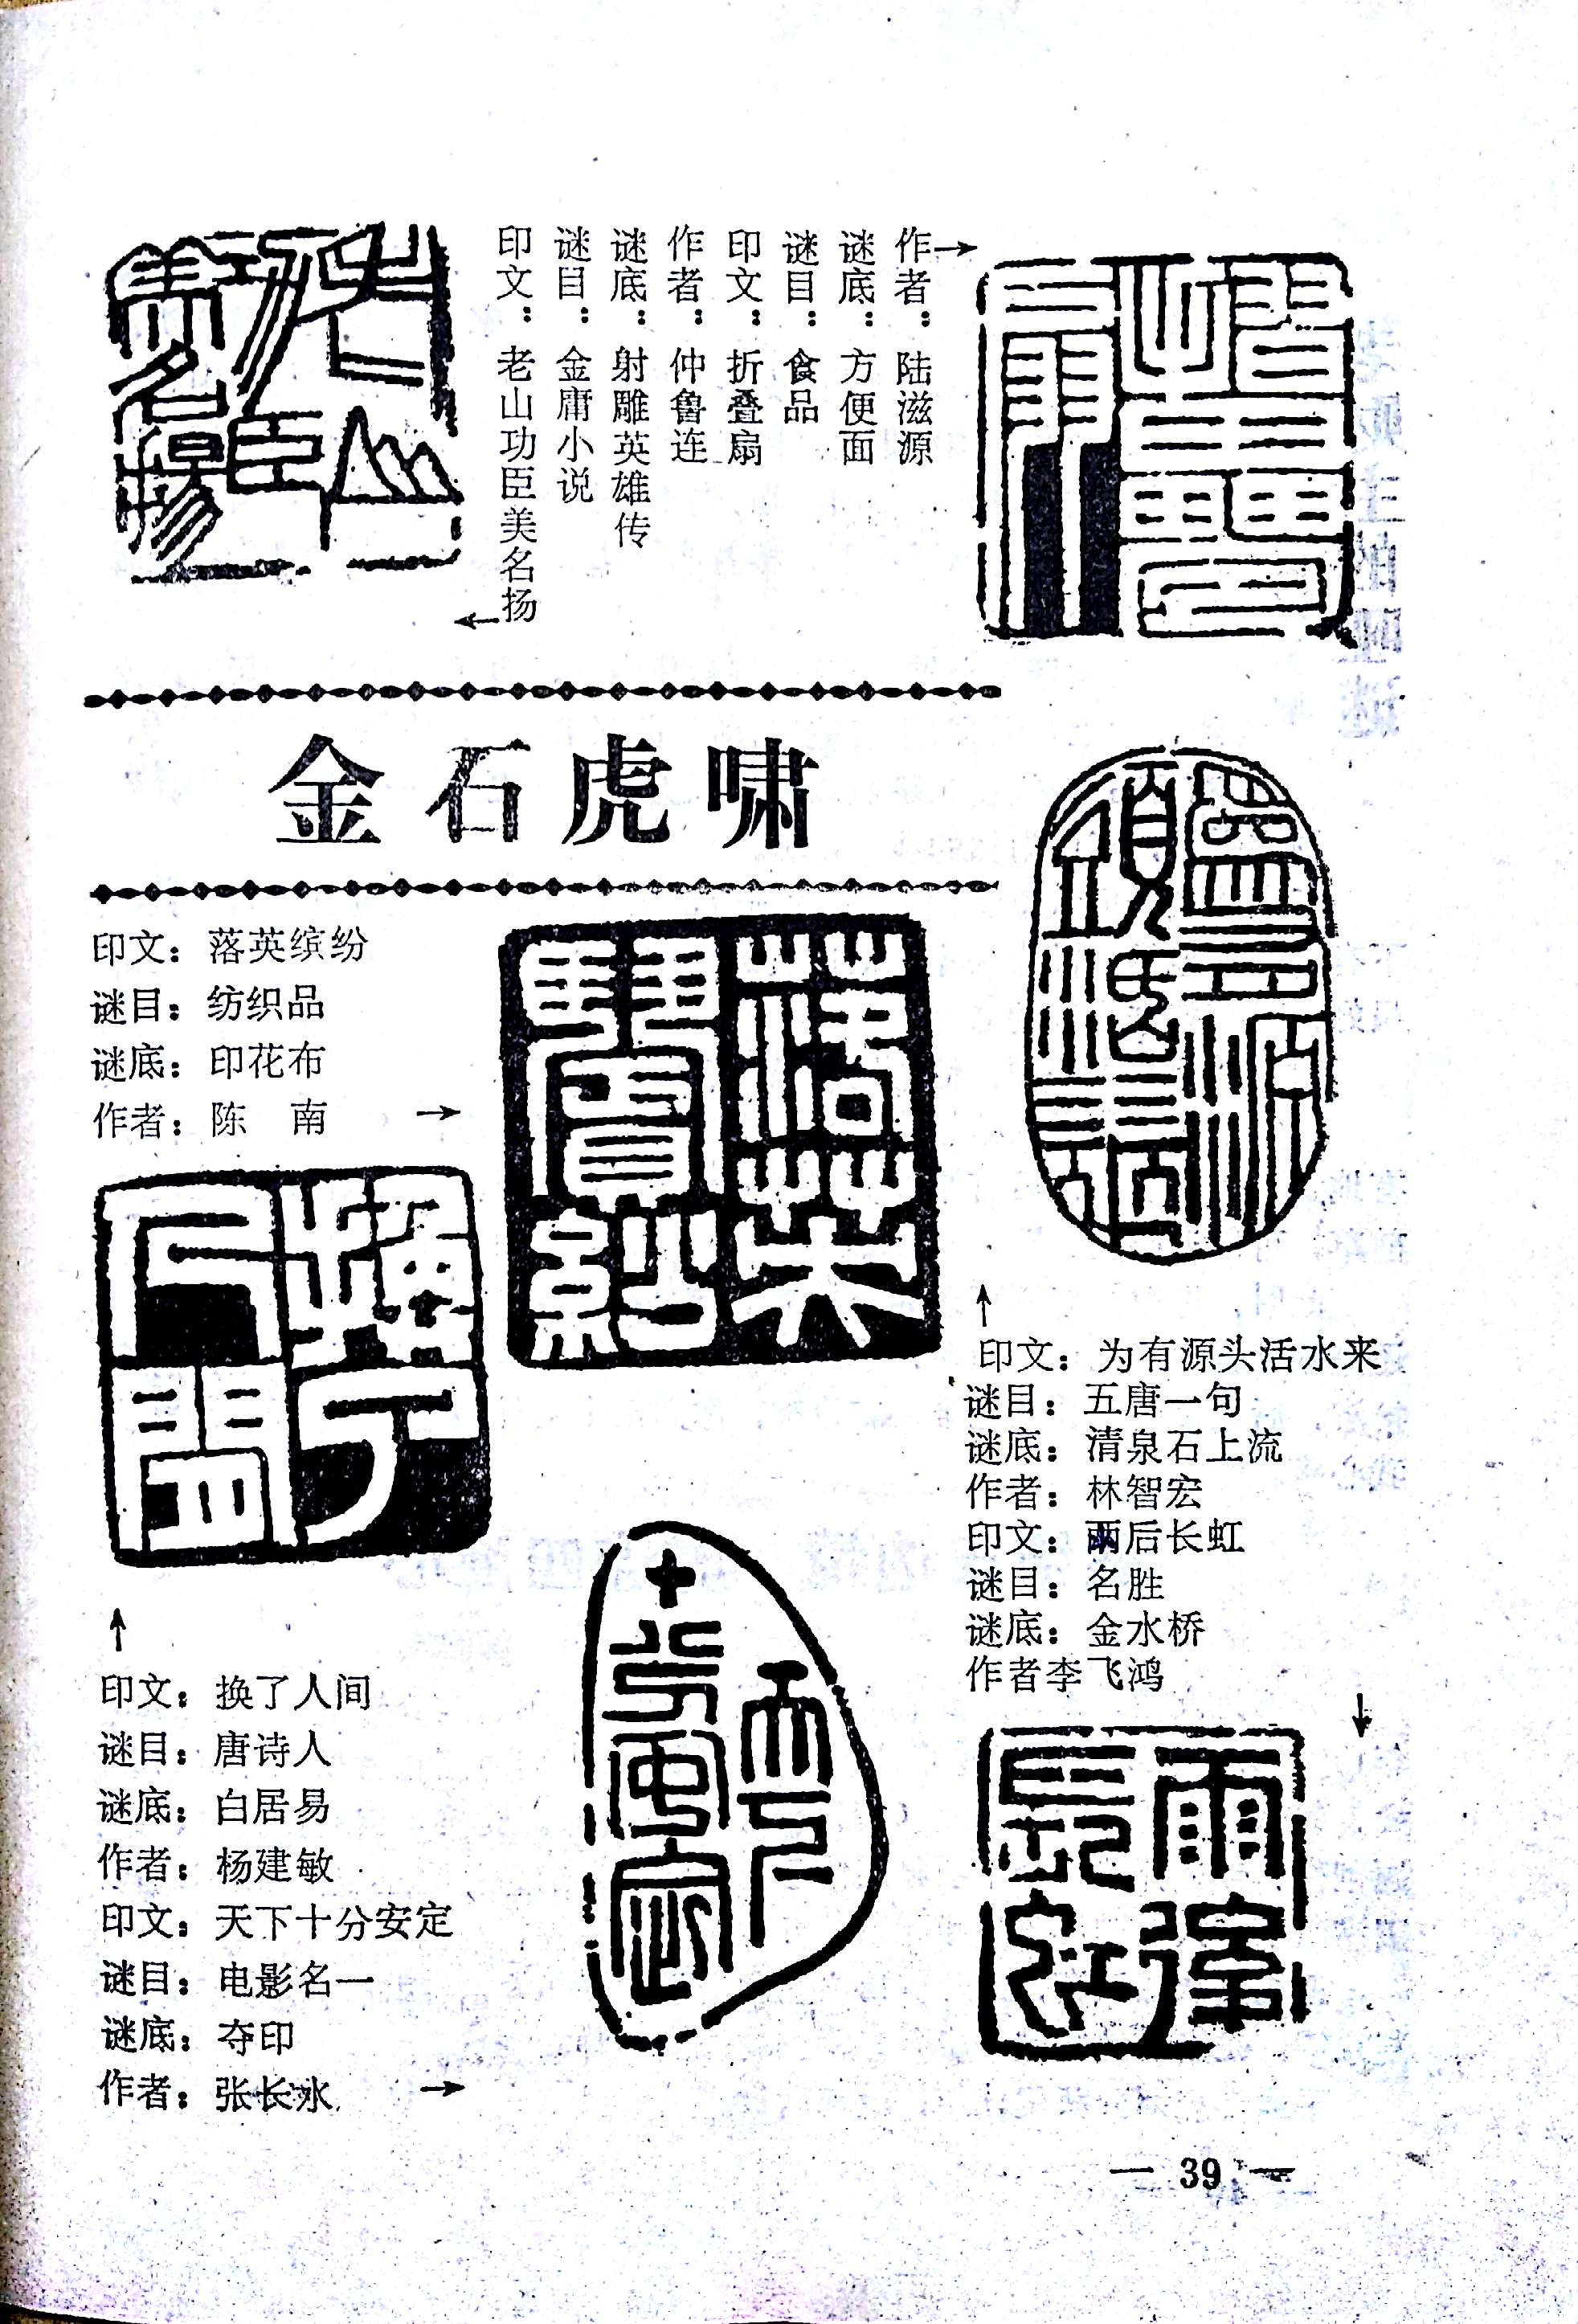 印文：老山功臣美名扬
谜目：金庸小说
谜底：射雕英雄传
作者：仲鲁连
印文：折叠扇
谜目：食品
谜底：方便面
作者：陆滋源→
金石虎啸
印文：落英缤纷
谜目：纺织品
谜底：印花布
作者：陈　南
印文：为有源头活水来
谜目：五唐一句
谜底：清泉石上流
作者：林智宏
印文：雨后长虹
谜目：名胜
谜底：金水桥
作者李飞鸿
印文：换了人间
谜目：唐诗人
谜底：白居易
作者：杨建敏
印文：天下十分安定
谜目：电影名一
谜底：夺印
作者：张长水
— 39 —